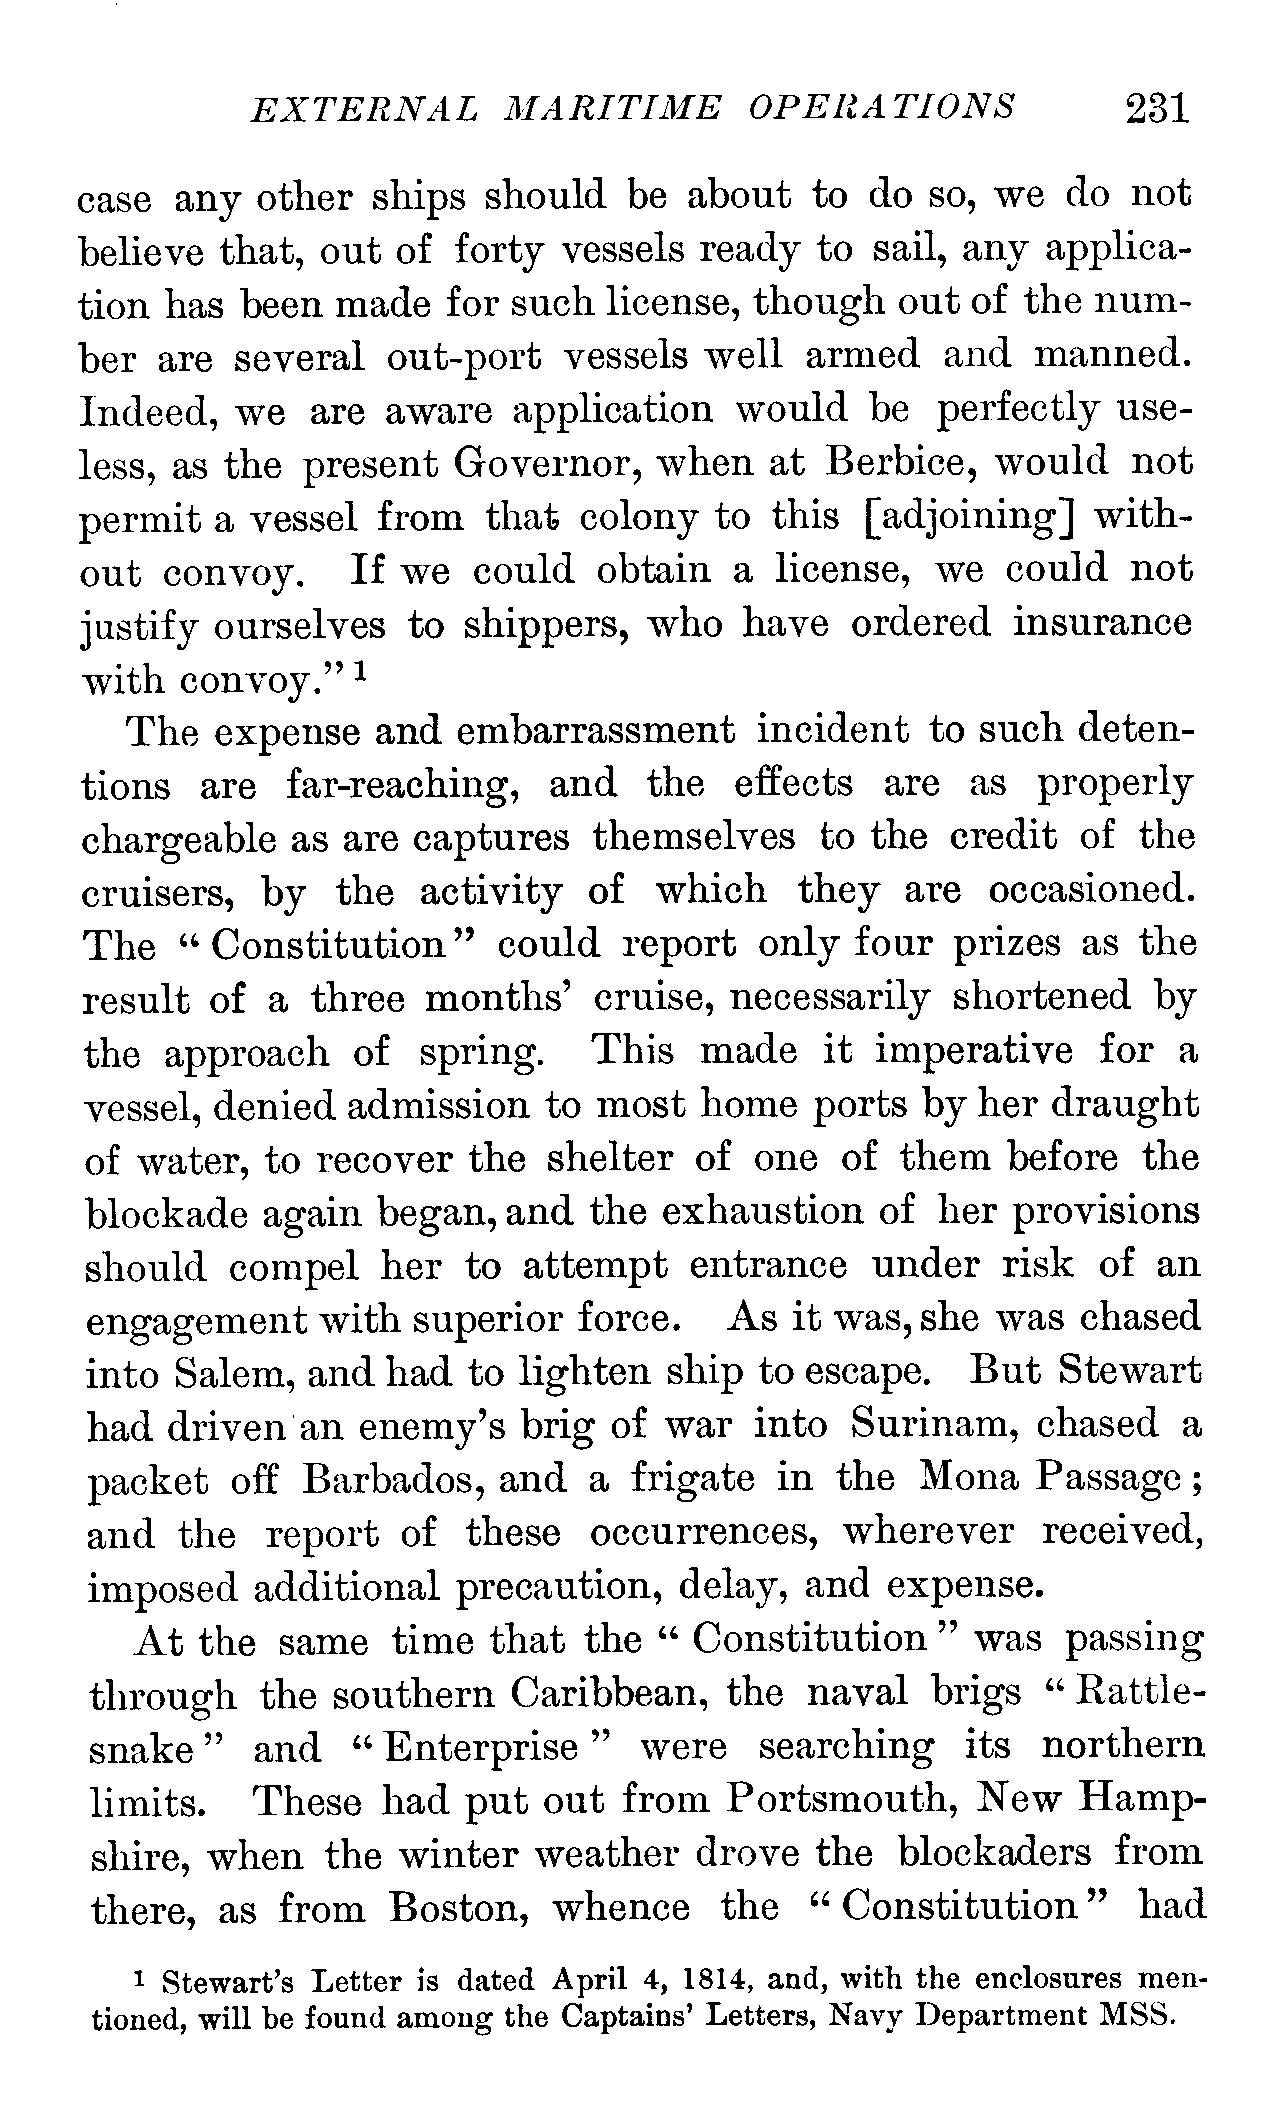 EXTERNAL MARITIME OPERATIONS 231
case any other ships should be about to do so, we do not
believe that, out of forty vessels ready to sail, any applica-
tion has been made for such license, though out of the num-
ber are several out-port vessels well armed and manned.
Indeed, we are aware application would be perfectly use-
less, as the present Governor, when at Berbice, would not
permit a vessel from that colony to this [adjoining] with-
out convoy. If we could obtain a license, we could not
justify ourselves to shippers, who have ordered insurance
with convoy." 1
The expense and embarrassment incident to such deten-
tions are far-reaching, and the effects are as properly
chargeable as are captures themselves to the credit of the
cruisers, by the activity of which they are occasioned.
The "Constitution" could report only four prizes as the
result of a three months' cruise, necessarily shortened by
the approach of spring. This made it imperative for a
vessel, denied admission to most home ports by her draught
of water, to recover the shelter of one of them before the
blockade again began, and the exhaustion of her provisions
should compel her to attempt entrance under risk of an
engagement with superior force. As it was, she was chased
into Salem, and had to lighten ship to escape. But Stewart
had driven an enemy's brig of war into Surinam, chased a
packet off Barbados, and a frigate in the Mona Passage;
and the report of these occurrences, wherever received,
imposed additional precaution, delay, and expense.
At the same time that the "Constitution" was passing
through the southern Caribbean, the naval brigs "Rattle-
snake" and "Enterprise" were searching its northern
limits. These had put out from Portsmouth, New Hamp-
shire, when the winter weather drove the blockaders from
there, as from Boston, whence the "Constitution" had
1 Stewart's Letter is dated April 4, 1814, and, with the enclosures men-
tioned, will be found among the Captains' Letters, Navy Department MSS.